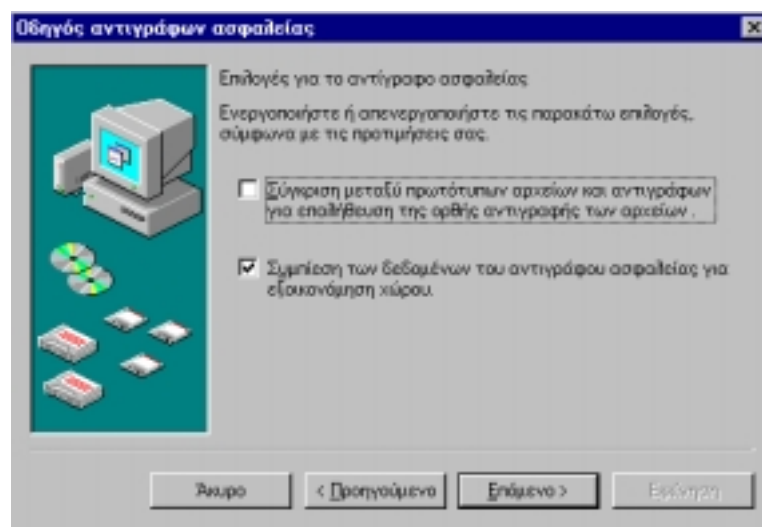 Οδηγός αντιγράφων ασφαλείας
Επιλογές για το αντίγραφο ασφαλείας
Ενεργοποιήστε ή απενεργοποιήστε τις παρακάτω επιλογές,
σύμφωνα με τις προτιμήσεις σας.
Σύγκριση μεταξύ πρωτότυπων αρχείων και αντιγράφων
για επαλήθευση της ορθής αντιγραφής των αρχείων .
Συμπίεση των δεδομένων του αντιγράφου ασφαλείας για
εξοικονόμηση χώρου.
Άκυρο
< Προηγούμενο
Επόμενο >
Εκκίνηση